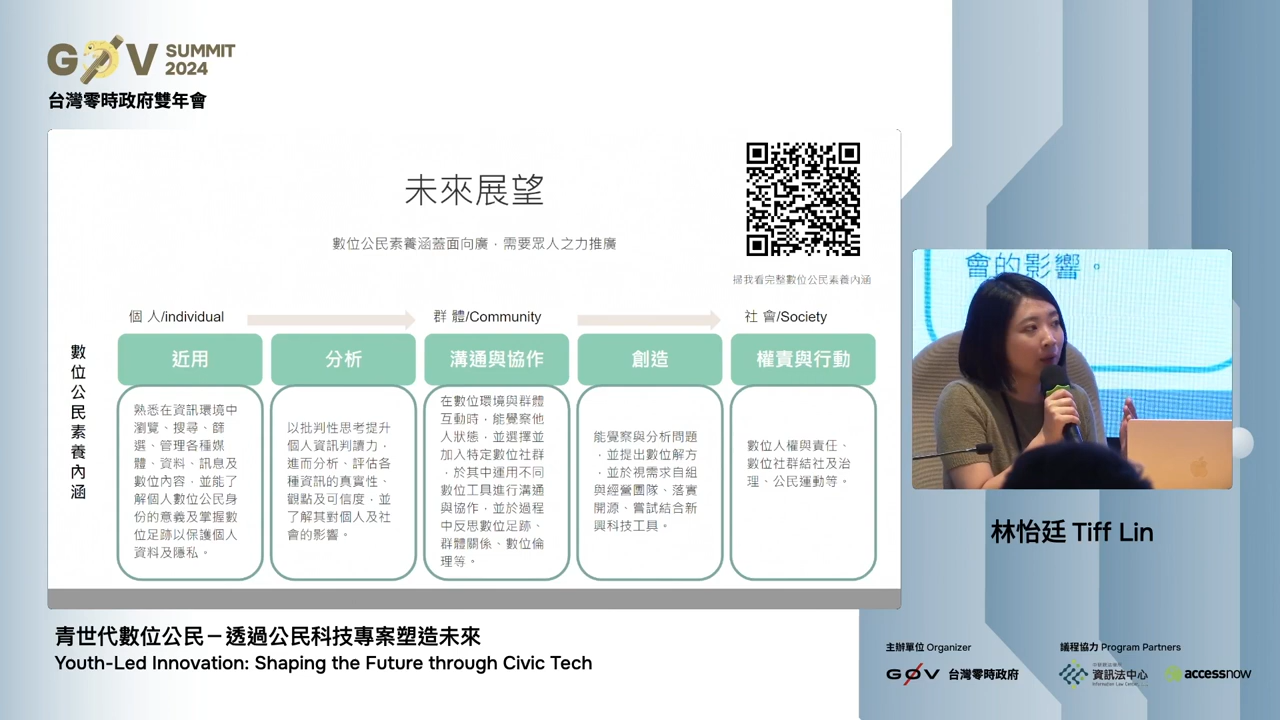 G0V SUMMIT 2024
台灣零時政府雙年會
未來展望
數位公民素養涵蓋面向廣，需要眾人之力推廣
掃我看完整數位公民素養內涵
個 人/individual
群 體/Community
社 會/Society
數位公民素養內涵
近用
分析
溝通與協作
創造
權責與行動
熟悉在資訊環境中
瀏覽、搜尋、篩
選、管理各種媒
體、資料、訊息及
數位內容，並能了
解個人數位公民身
份的意義及掌握數
位足跡以保護個人
資料及隱私。
以批判性思考提升
個人資訊判讀力，
進而分析、評估各
種資訊的真實性、
觀點及可信度，並
了解其對個人及社
會的影響。
在數位環境與群體
互動時，能覺察他
人狀態，並選擇並
加入特定數位社群
，於其中運用不同
數位工具進行溝通
與協作，並於過程
中反思數位足跡、
群體關係、數位倫
理等。
能覺察與分析問題
，並提出數位解方
，並於視需求自組
與經營團隊、落實
開源、嘗試結合新
興科技工具。
數位人權與責任、
數位社群結社及治
理、公民運動等。
會的影響。
林怡廷 Tiff Lin
青世代數位公民－透過公民科技專案塑造未來
Youth-Led Innovation: Shaping the Future through Civic Tech
主辦單位 Organizer
G0V 台灣零時政府
議程協力 Program Partners
資訊法中心
Information Law Center
accessnow